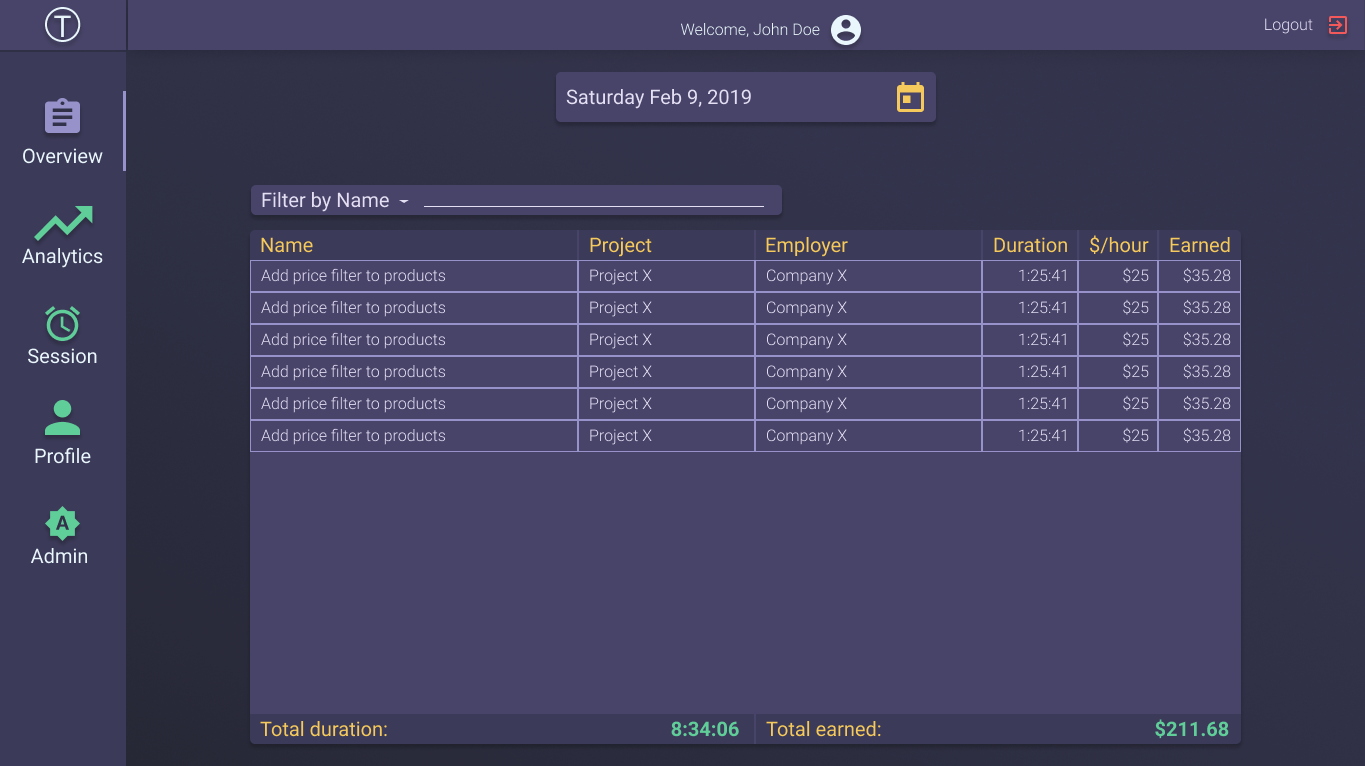 T
Welcome, John Doe
Logout
Saturday Feb 9, 2019
Overview
Analytics
Session
Profile
A
Admin
Filter by Name
Name Project Employer Duration $/hour Earned
Add price filter to products Project X Company X 1:25:41 $25 $35.28
Add price filter to products Project X Company X 1:25:41 $25 $35.28
Add price filter to products Project X Company X 1:25:41 $25 $35.28
Add price filter to products Project X Company X 1:25:41 $25 $35.28
Add price filter to products Project X Company X 1:25:41 $25 $35.28
Add price filter to products Project X Company X 1:25:41 $25 $35.28
Total duration: 8:34:06 Total earned: $211.68